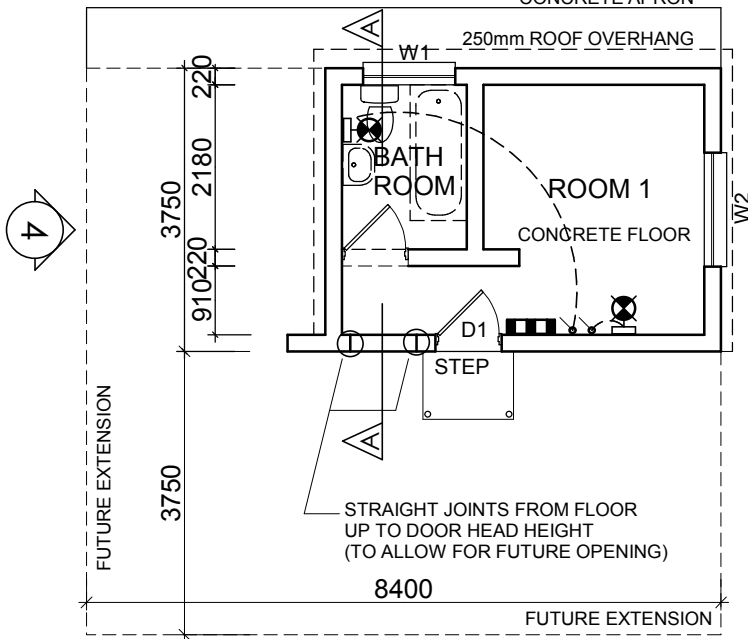 CONCRETE APRON
250mm ROOF OVERHANG
A
W1
220
2180
3750
220
910
BATH
ROOM
ROOM 1
W2
4
CONCRETE FLOOR
D1
STEP
A
FUTURE EXTENSION
3750
STRAIGHT JOINTS FROM FLOOR
UP TO DOOR HEAD HEIGHT
(TO ALLOW FOR FUTURE OPENING)
8400
FUTURE EXTENSION